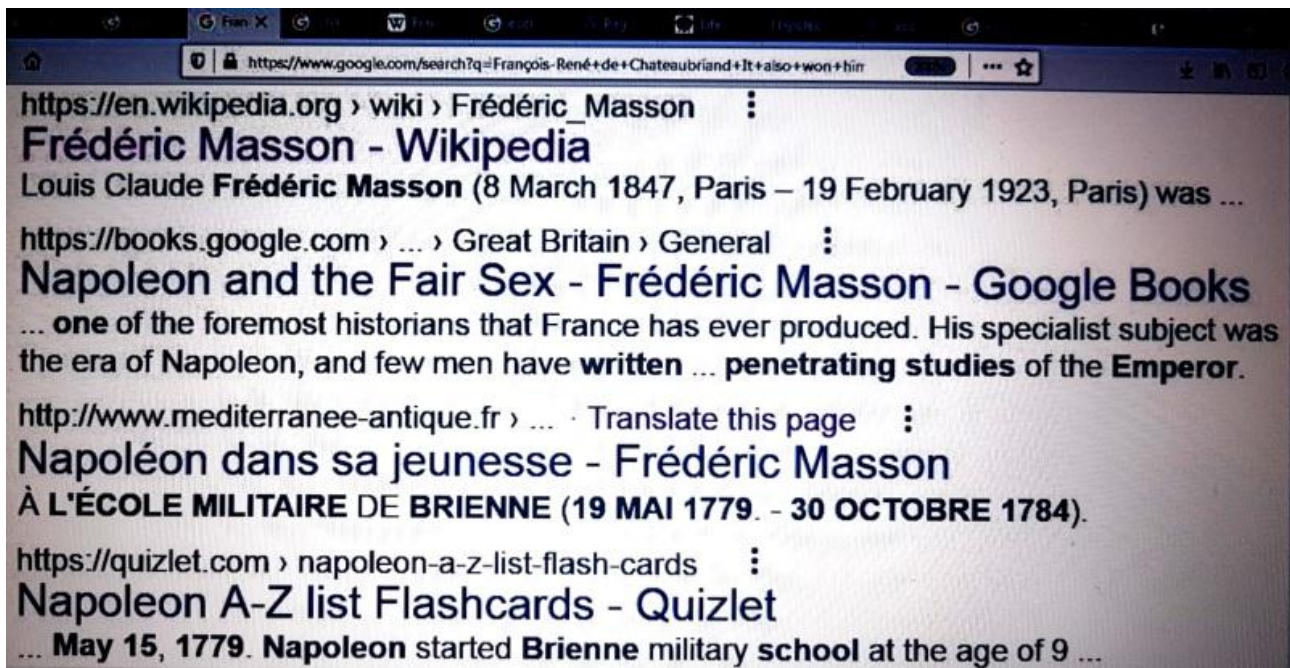 Fran X
https://www.google.com/search?q=François-René+de+Chateaubriand+It+also+won+him
https://en.wikipedia.org › wiki › Frédéric_Masson
Frédéric Masson - Wikipedia
Louis Claude Frédéric Masson (8 March 1847, Paris – 19 February 1923, Paris) was ...
https://books.google.com › ... › Great Britain › General
Napoleon and the Fair Sex - Frédéric Masson - Google Books
... one of the foremost historians that France has ever produced. His specialist subject was
the era of Napoleon, and few men have written ... penetrating studies of the Emperor.
http://www.mediterranee-antique.fr › ... · Translate this page
Napoléon dans sa jeunesse - Frédéric Masson
À L'ÉCOLE MILITAIRE DE BRIENNE (19 MAI 1779. - 30 OCTOBRE 1784).
https://quizlet.com › napoleon-a-z-list-flash-cards
Napoleon A-Z list Flashcards - Quizlet
... May 15, 1779. Napoleon started Brienne military school at the age of 9 ...